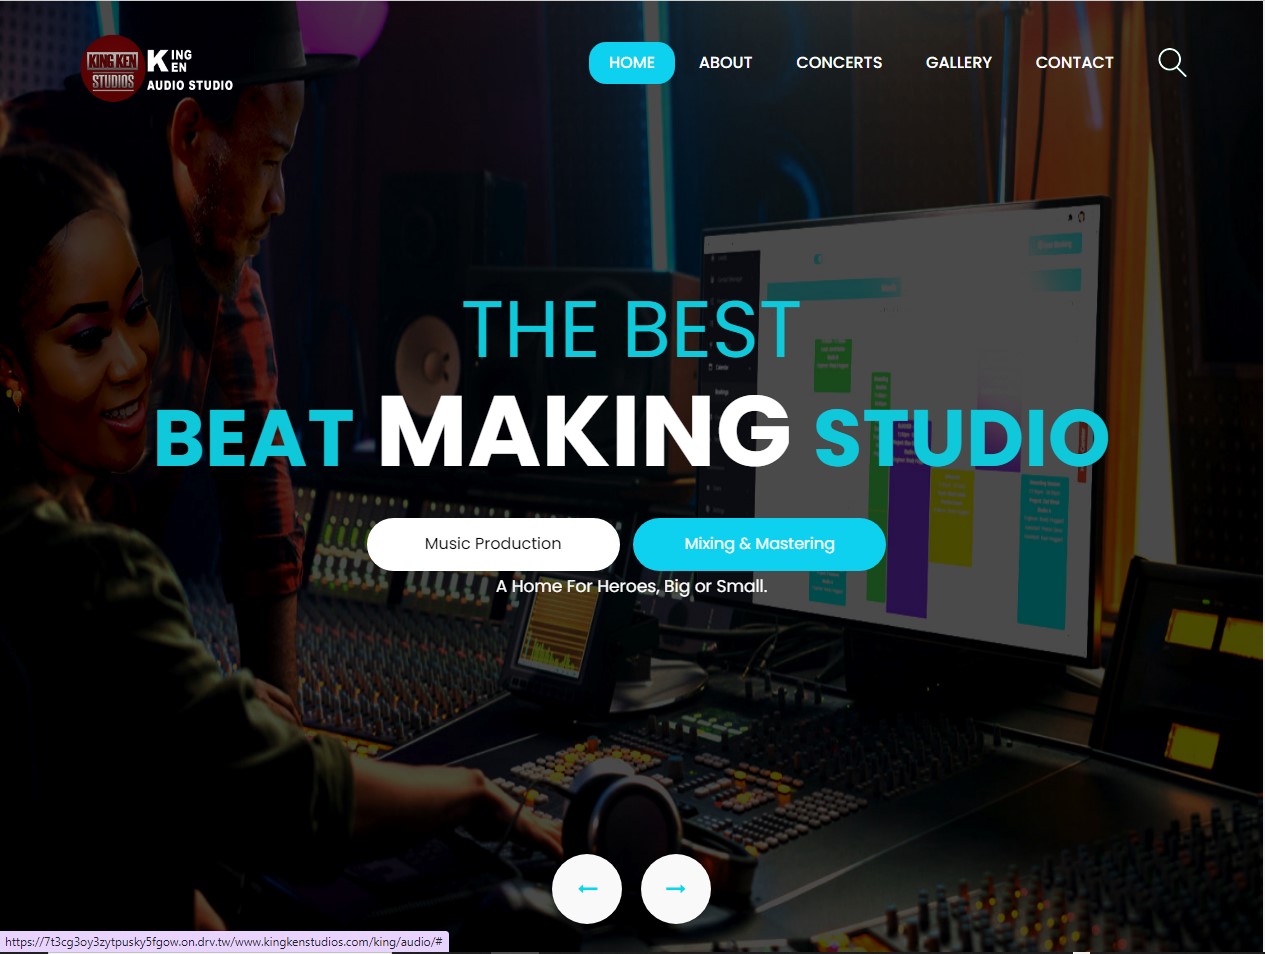 KING KEN
STUDIOS
KING
KEN
AUDIO STUDIO
HOME
ABOUT
CONCERTS
GALLERY
CONTACT
THE BEST
BEAT MAKING STUDIO
Music Production
Mixing & Mastering
A Home For Heroes, Big or Small.
https://7t3cg3oy3zytpusky5fgow.on.drv.tw/www.kingkenstudios.com/king/audio/#